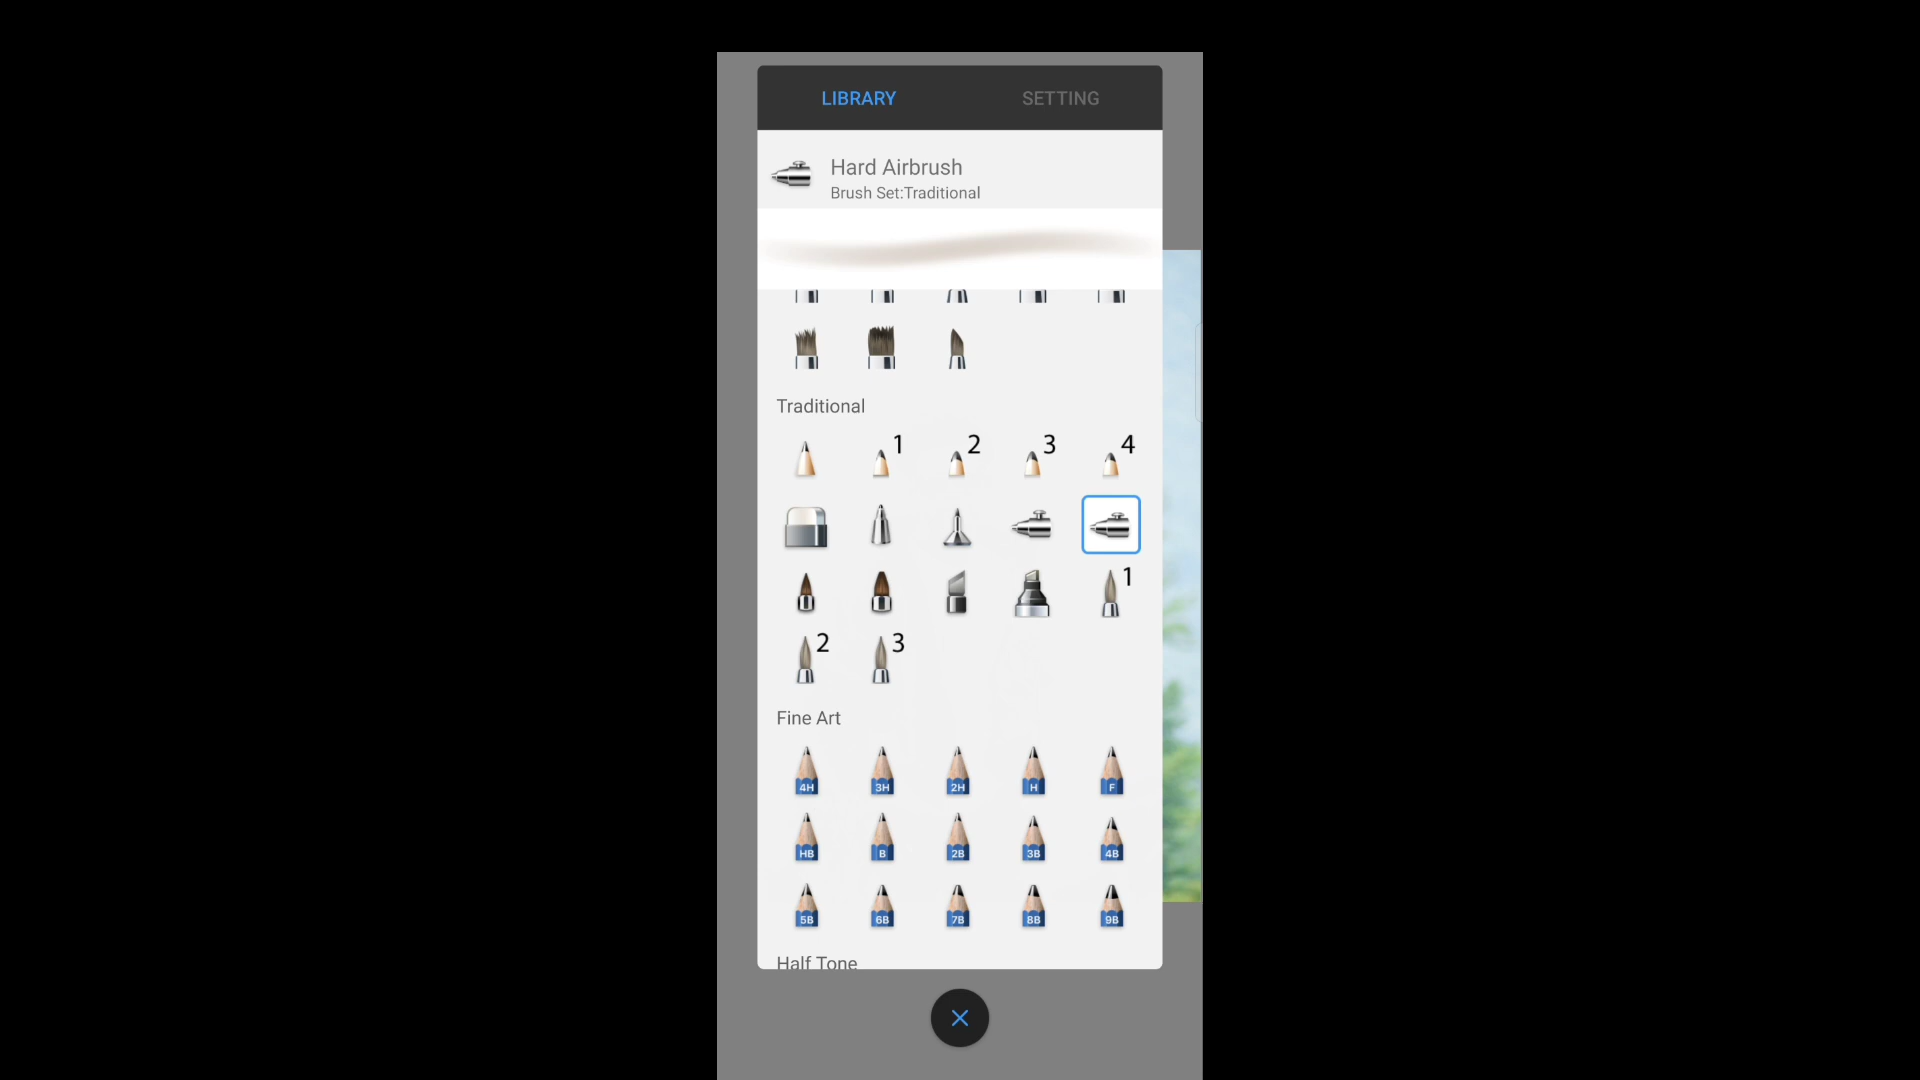 LIBRARY SETTING
Hard Airbrush
Brush Set:Traditional
Traditional
1 2 3 4
1
2 3
Fine Art
4H 3H 2H H F
HB B 2B 3B 4B
5B 6B 7B 8B 9B
Half Tone